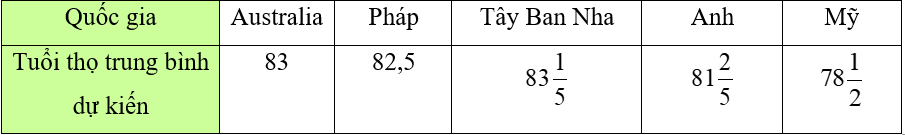 Quốc gia Australia Pháp Tây Ban Nha Anh Mỹ
Tuổi thọ trung bình dự kiến 83 82,5 83 1/5 81 2/5 78 1/2